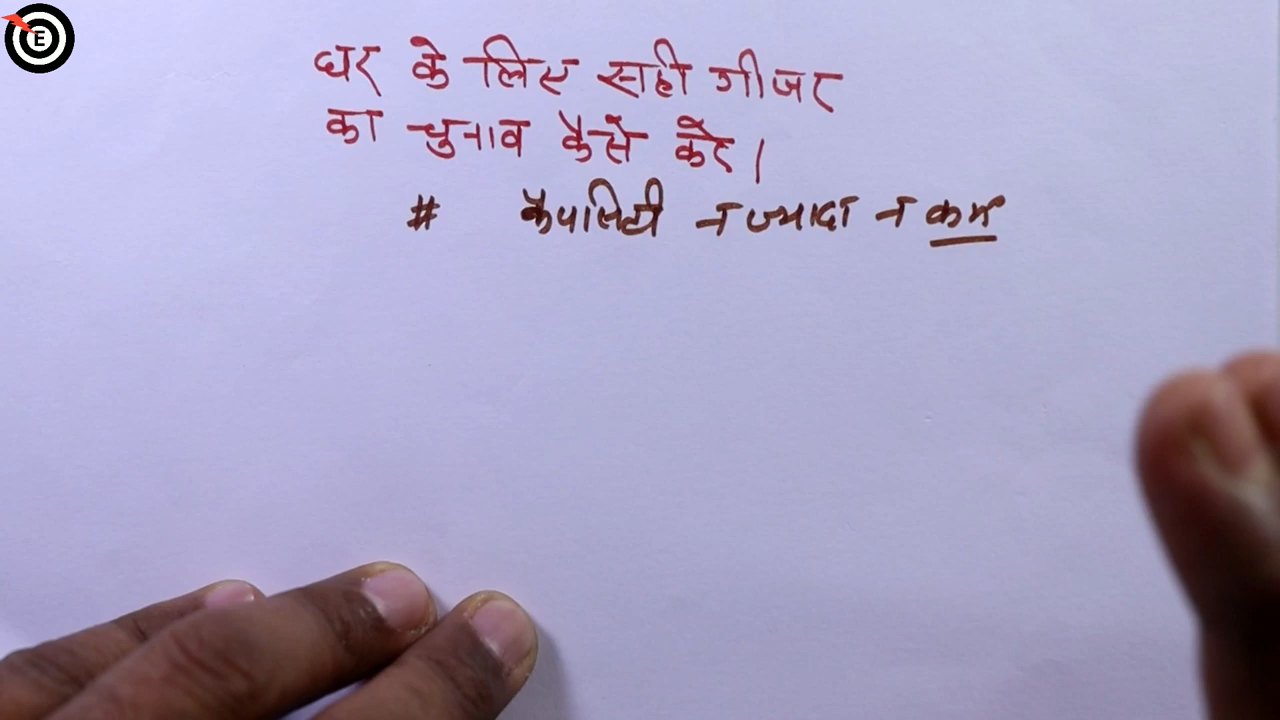 E
घर के लिए सही गीजर
का चुनाव कैसे करे।
# कैपासिटी न ज्यादा न कम